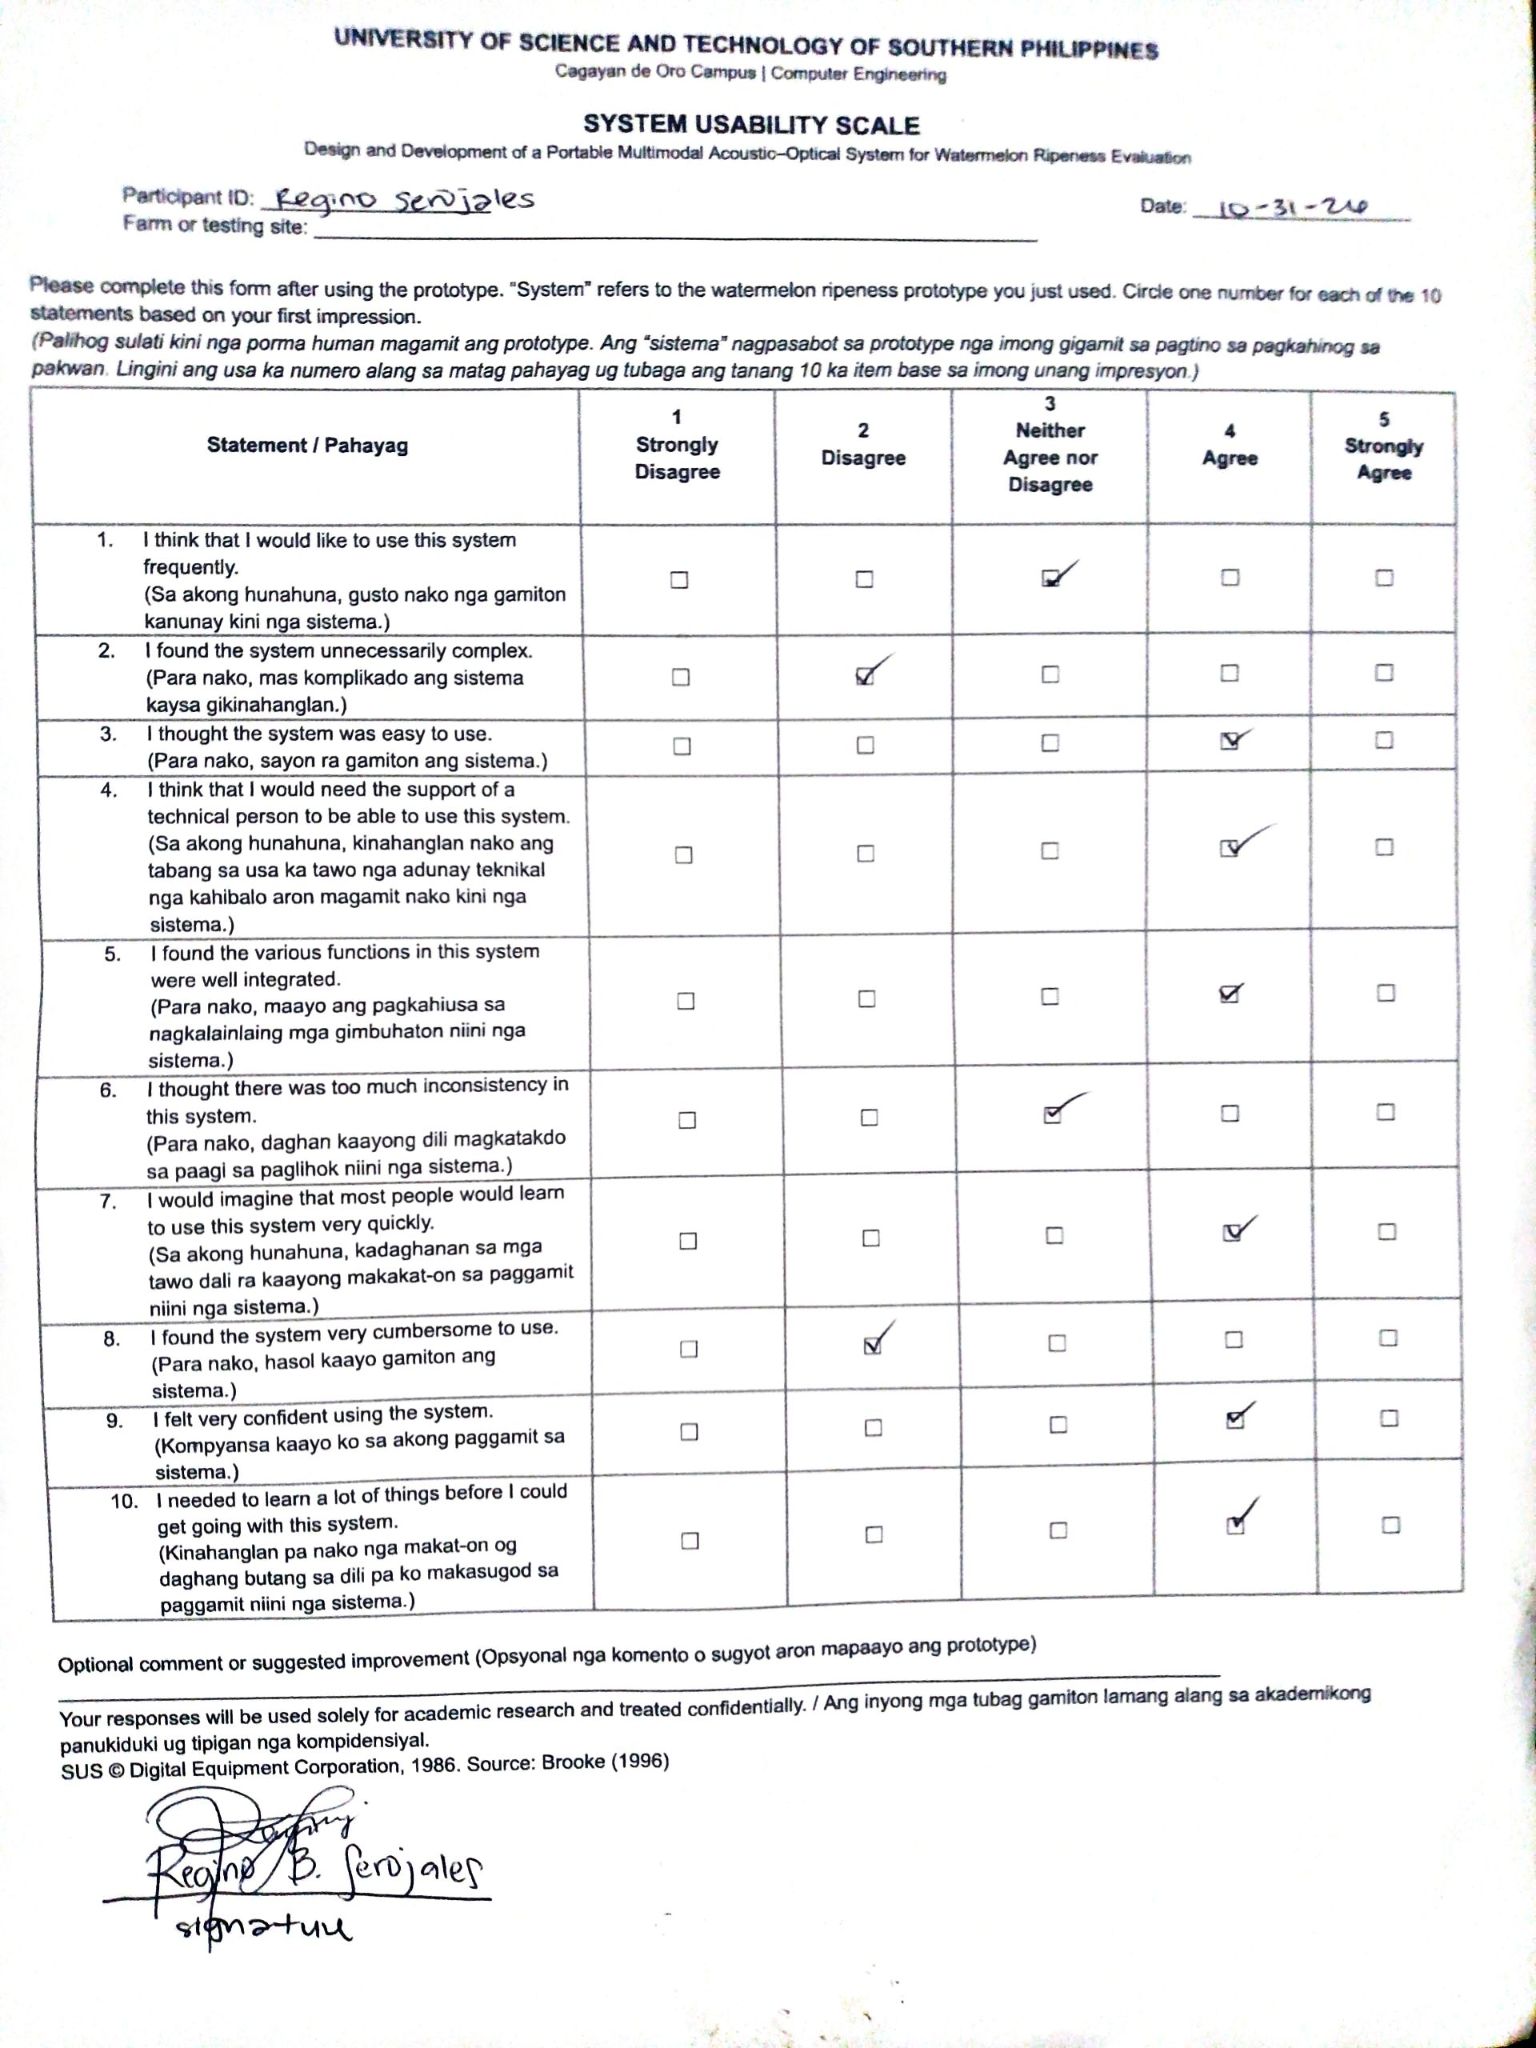 UNIVERSITY OF SCIENCE AND TECHNOLOGY OF SOUTHERN PHILIPPINES
Cagayan de Oro Campus | Computer Engineering
SYSTEM USABILITY SCALE
Design and Development of a Portable Multimodal Acoustic–Optical System for Watermelon Ripeness Evaluation
Participant ID: Regino Serojales
Date: 10-31-26
Farm or testing site:
Please complete this form after using the prototype. “System” refers to the watermelon ripeness prototype you just used. Circle one number for each of the 10
statements based on your first impression.
(Palihog sulati kini nga porma human magamit ang prototype. Ang “sistema” nagpasabot sa prototype nga imong gigamit sa pagtino sa pagkahinog sa
pakwan. Lingini ang usa ka numero alang sa matag pahayag ug tubaga ang tanang 10 ka item base sa imong unang impresyon.)
Statement / Pahayag
1
Strongly
Disagree
2
Disagree
3
Neither
Agree nor
Disagree
4
Agree
5
Strongly
Agree
1. I think that I would like to use this system
frequently.
(Sa akong hunahuna, gusto nako nga gamiton
kanunay kini nga sistema.)
2. I found the system unnecessarily complex.
(Para nako, mas komplikado ang sistema
kaysa gikinahanglan.)
3. I thought the system was easy to use.
(Para nako, sayon ra gamiton ang sistema.)
4. I think that I would need the support of a
technical person to be able to use this system.
(Sa akong hunahuna, kinahanglan nako ang
tabang sa usa ka tawo nga adunay teknikal
nga kahibalo aron magamit nako kini nga
sistema.)
5. I found the various functions in this system
were well integrated.
(Para nako, maayo ang pagkahiusa sa
nagkalainlaing mga gimbuhaton niini nga
sistema.)
6. I thought there was too much inconsistency in
this system.
(Para nako, daghan kaayong dili magkatakdo
sa paagi sa paglihok niini nga sistema.)
7. I would imagine that most people would learn
to use this system very quickly.
(Sa akong hunahuna, kadaghanan sa mga
tawo dali ra kaayong makakat-on sa paggamit
niini nga sistema.)
8. I found the system very cumbersome to use.
(Para nako, hasol kaayo gamiton ang
sistema.)
9. I felt very confident using the system.
(Kompyansa kaayo ko sa akong paggamit sa
sistema.)
10. I needed to learn a lot of things before I could
get going with this system.
(Kinahanglan pa nako nga makat-on og
daghang butang sa dili pa ko makasugod sa
paggamit niini nga sistema.)
Optional comment or suggested improvement (Opsyonal nga komento o sugyot aron mapaayo ang prototype)
Your responses will be used solely for academic research and treated confidentially. / Ang inyong mga tubag gamiton lamang alang sa akademikong
panukiduki ug tipigan nga kompidensiyal.
SUS © Digital Equipment Corporation, 1986. Source: Brooke (1996)
Regino B. Serojales
signature